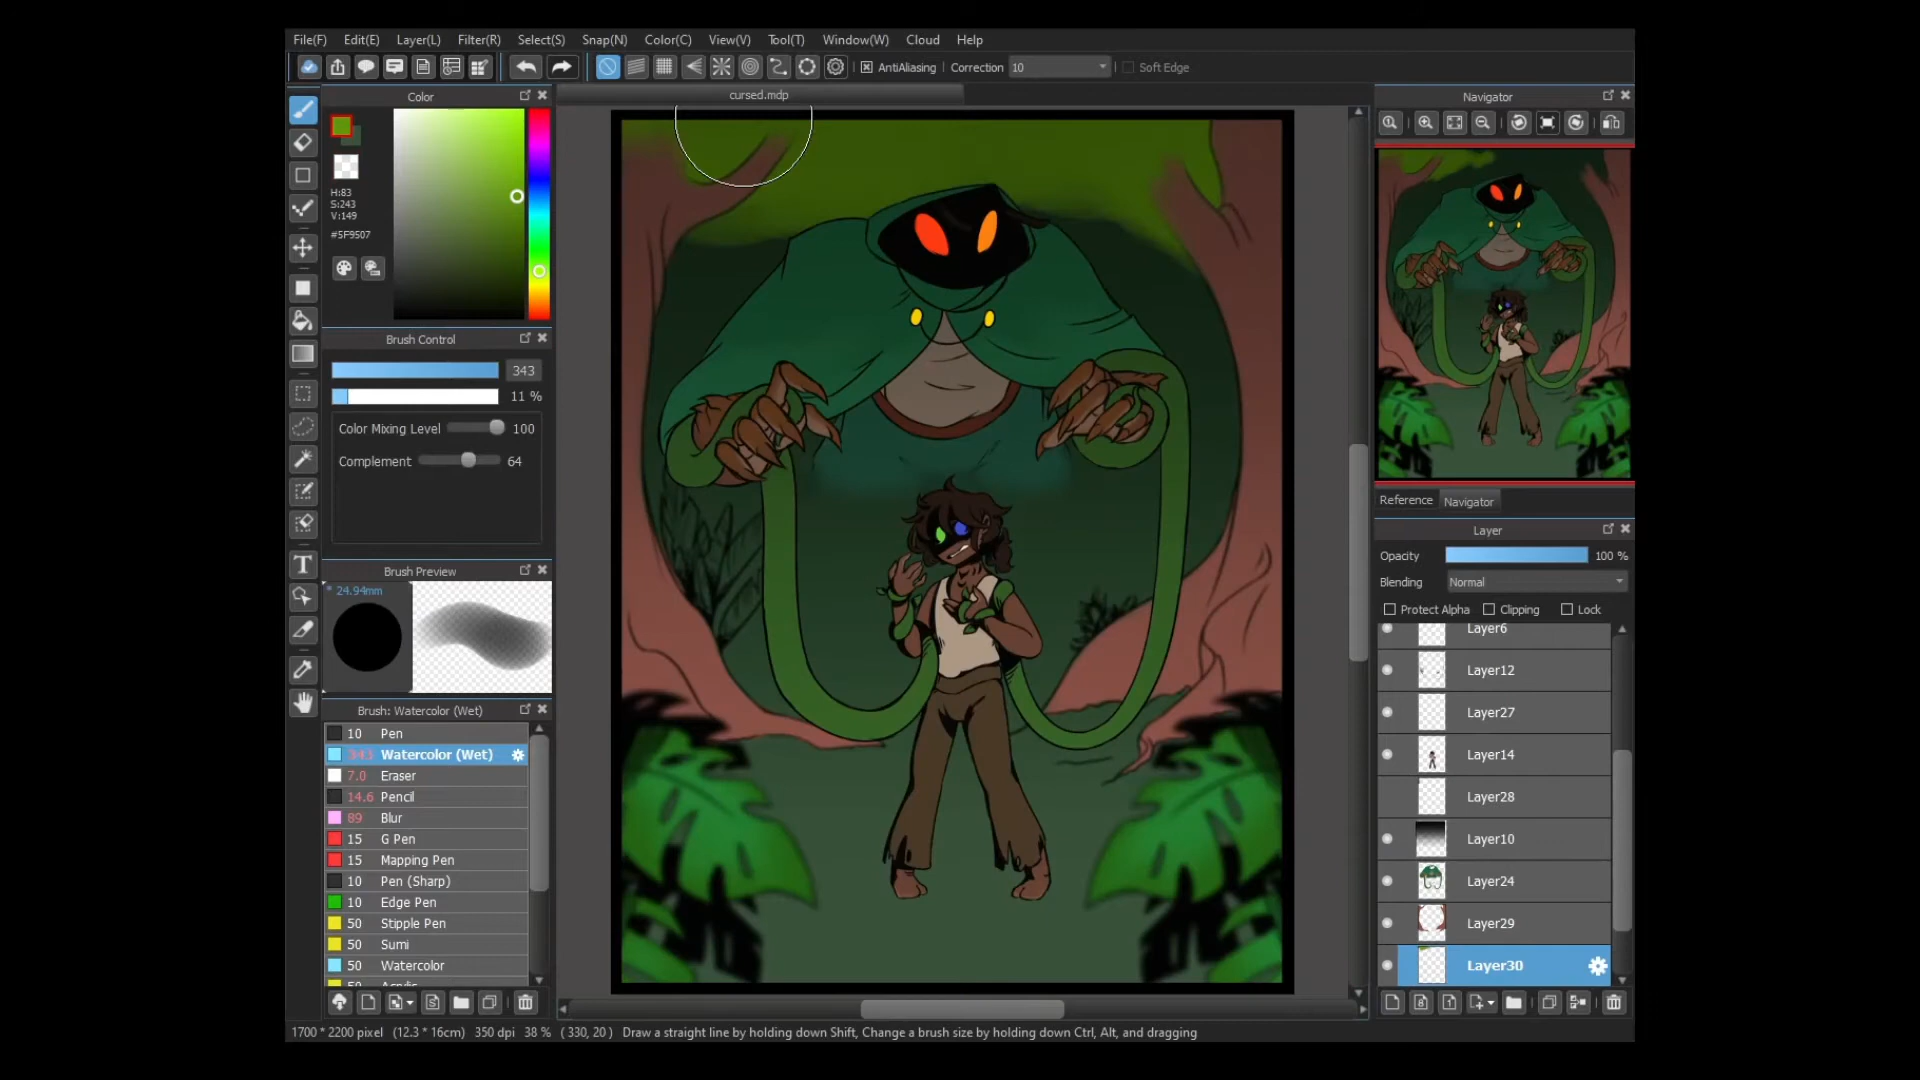 File(F) Edit(E) Layer(L) Filter(R) Select(S) Snap(N) Color(C) View(V) Tool(T) Window(W) Cloud Help
AntiAliasing Correction 10 Soft Edge
Color
cursed.mdp
Navigator
H:83
S:243
V:149
#5F9507
Brush Control
343
11 %
Color Mixing Level 100
Complement 64
Brush Preview
* 24.94mm
Brush: Watercolor (Wet)
10 Pen
343 Watercolor (Wet)
7.0 Eraser
14.6 Pencil
89 Blur
15 G Pen
15 Mapping Pen
10 Pen (Sharp)
10 Edge Pen
50 Stipple Pen
50 Sumi
50 Watercolor
Reference Navigator
Layer
Opacity 100 %
Blending Normal
Protect Alpha Clipping Lock
Layer6
Layer12
Layer27
Layer14
Layer28
Layer10
Layer24
Layer29
Layer30
1700 * 2200 pixel (12.3 * 16cm) 350 dpi 38 % ( 330, 20 ) Draw a straight line by holding down Shift, Change a brush size by holding down Ctrl, Alt, and dragging